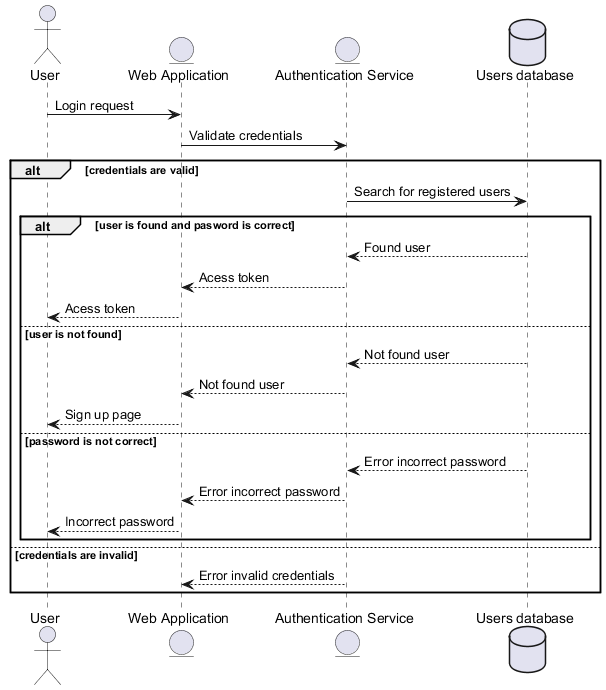 User
Web Application
Authentication Service
Users database
Login request
Validate credentials
alt
[credentials are valid]
Search for registered users
alt
[user is found and pasword is correct]
Found user
Acess token
Acess token
[user is not found]
Not found user
Not found user
Sign up page
[password is not correct]
Error incorrect password
Error incorrect password
Incorrect password
[credentials are invalid]
Error invalid credentials
User
Web Application
Authentication Service
Users database